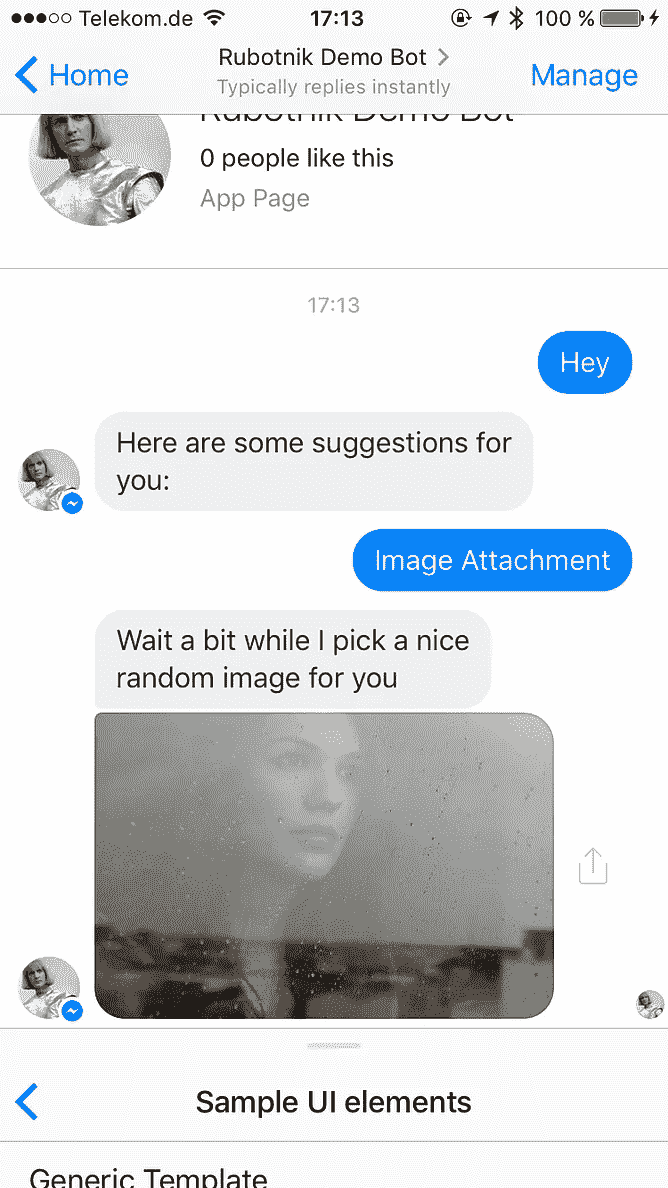 Telekom.de 17:13 100 %
Home Rubotnik Demo Bot Manage
Typically replies instantly
Rubotnik Demo Bot
0 people like this
App Page
17:13
Hey
Here are some suggestions for
you:
Image Attachment
Wait a bit while I pick a nice
random image for you
Sample UI elements
Generic Template